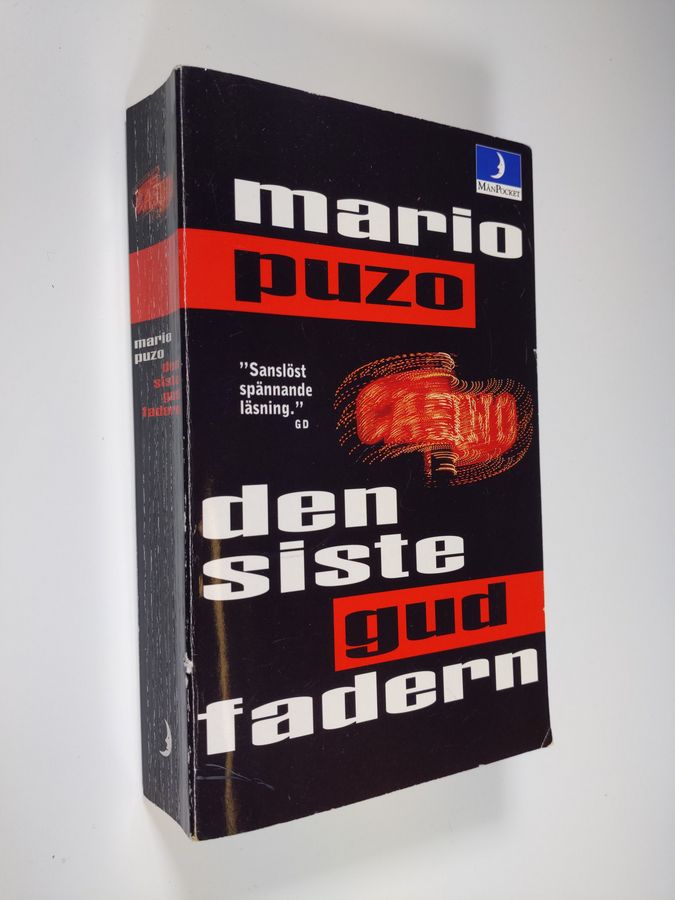 mario
puzo
MånPocket
”Sanslöst
spännande
läsning.”
GD
den
siste
gud
fadern
mario
puzo
den
siste
gud
fadern